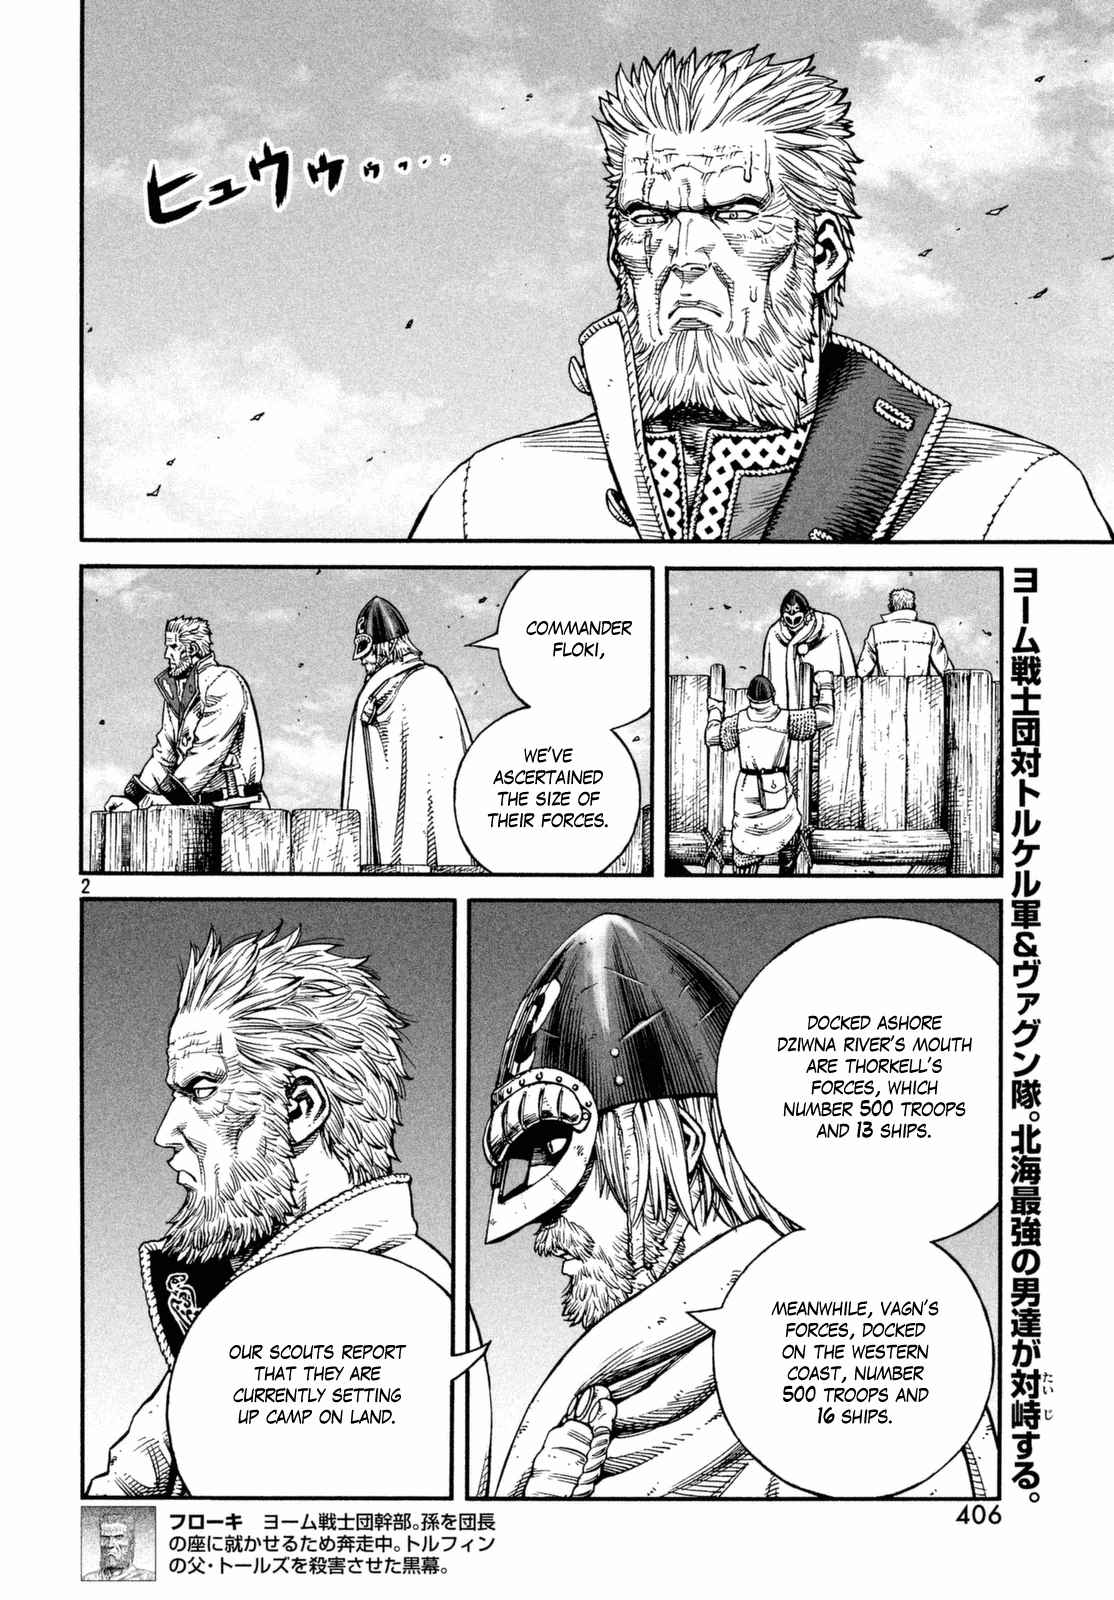 ヒュウゥゥゥッ・・・
COMMANDER
FLOKI,
WE'VE
ASCERTAINED
THE SIZE OF
THEIR FORCES.
2
DOCKED ASHORE
DZIWNA RIVER'S MOUTH
ARE THORKELL'S
FORCES, WHICH
NUMBER 500 TROOPS
AND 13 SHIPS.
MEANWHILE, VAGN'S
FORCES, DOCKED
ON THE WESTERN
COAST, NUMBER
500 TROOPS AND
16 SHIPS.
OUR SCOUTS REPORT
THAT THEY ARE
CURRENTLY SETTING
UP CAMP ON LAND.
ヨーム戦士団対トルケル軍&ヴァグン隊。北海最強の男達が対峙する。
たいじ
406
フローキ ヨーム戦士団幹部。孫を団長
の座に就かせるため奔走中。トルフィン
の父・トールズを殺害させた黒幕。